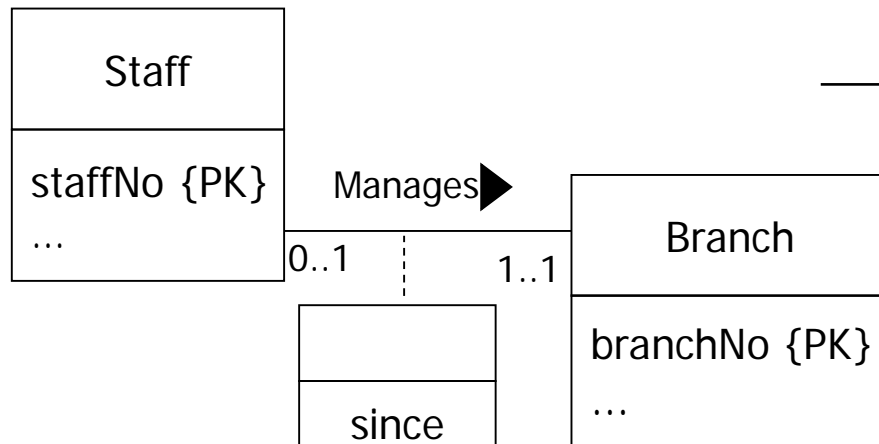 Staff
staffNo {PK}
...
Manages
0..1
1..1
Branch
branchNo {PK}
...
since